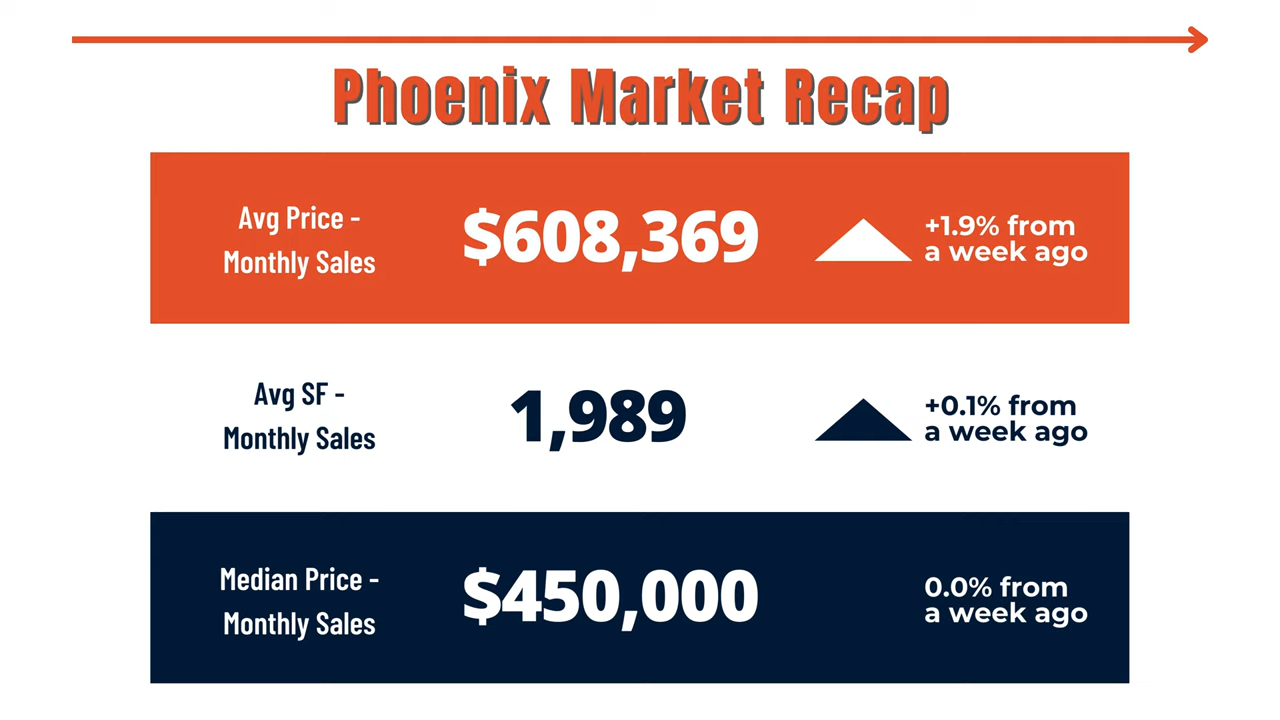 Phoenix Market Recap
Avg Price -
Monthly Sales
$608,369
+1.9% from
a week ago
Avg SF -
Monthly Sales
1,989
+0.1% from
a week ago
Median Price -
Monthly Sales
$450,000
0.0% from
a week ago